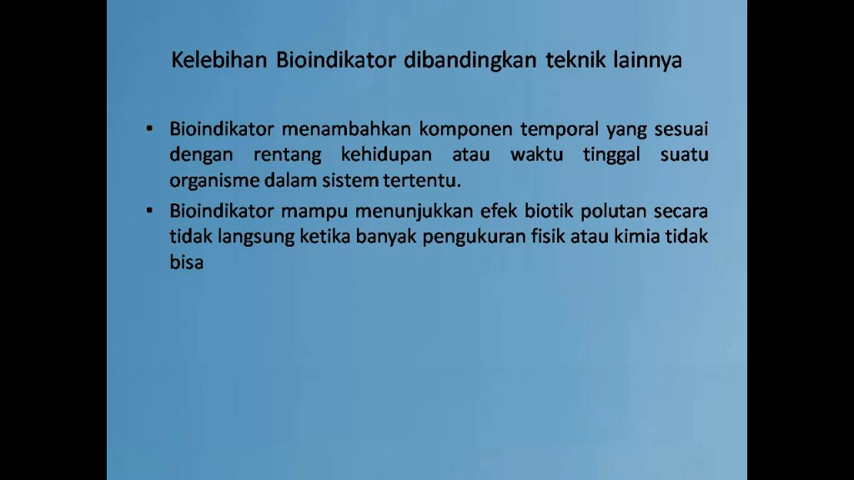 Kelebihan Bioindikator dibandingkan teknik lainnya
• Bioindikator menambahkan komponen temporal yang sesuai
dengan rentang kehidupan atau waktu tinggal suatu
organisme dalam sistem tertentu.
• Bioindikator mampu menunjukkan efek biotik polutan secara
tidak langsung ketika banyak pengukuran fisik atau kimia tidak
bisa